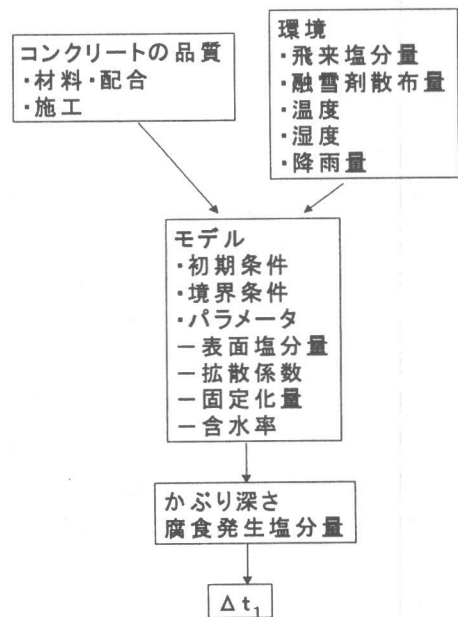 コンクリートの品質
・材料・配合
・施工
環境
・飛来塩分量
・融雪剤散布量
・温度
・湿度
・降雨量
モデル
・初期条件
・境界条件
・パラメータ
－表面塩分量
－拡散係数
－固定化量
－含水率
かぶり深さ
腐食発生塩分量
Δt₁